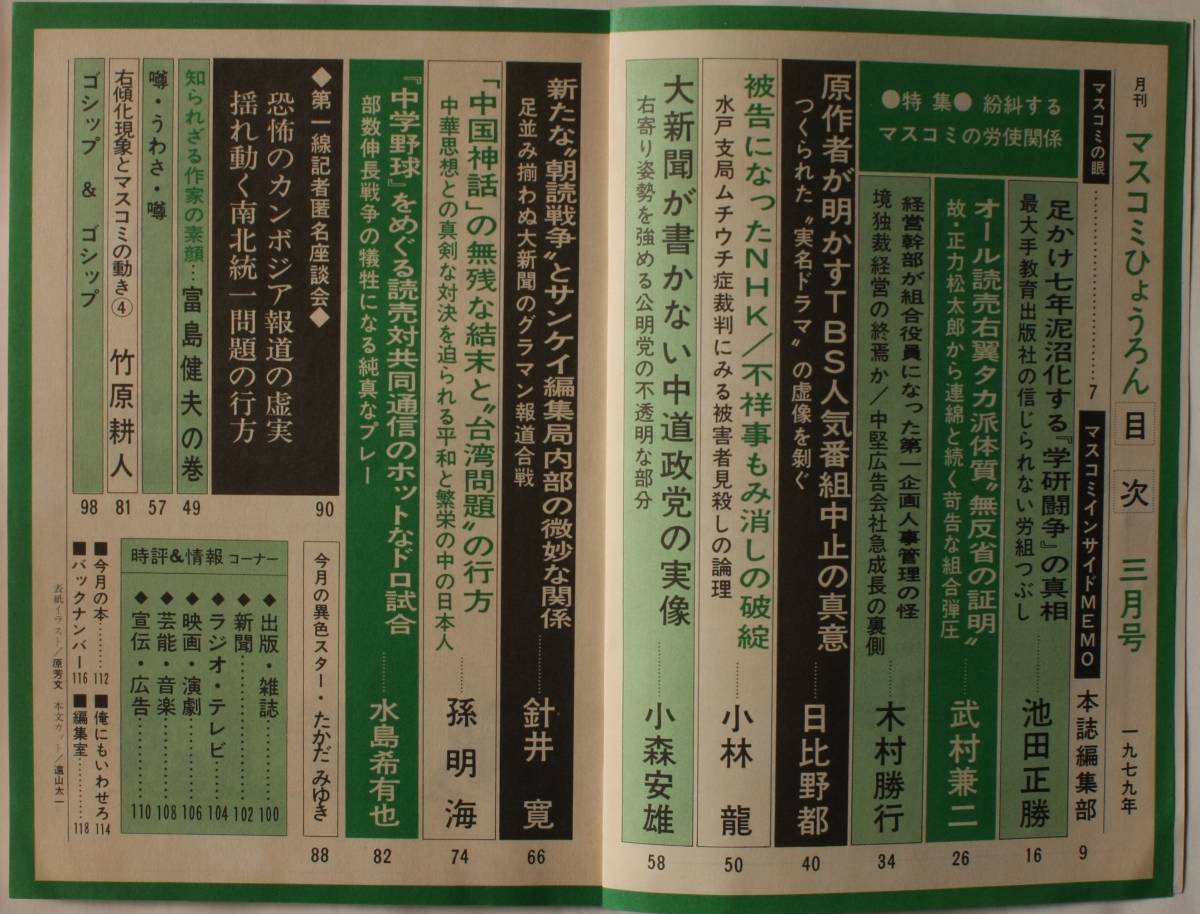 月刊 マスコミひょうろん 目次 三月号 一九七九年
マスコミの眼…………7
マスコミインサイドMEMO 本誌編集部 9
●特集● 紛糾する
マスコミの労使関係
足かけ七年泥沼化する『学研闘争』の真相
最大手教育出版社の信じられない労組つぶし
池田正勝 16
オール読売右翼タカ派体質〝無反省の証明〟
故・正力松太郎から連綿と続く苛告な組合弾圧
武村兼二 26
経営幹部が組合役員になった第一企画人事管理の怪
境独裁経営の終焉か/中堅広告会社急成長の裏側
木村勝行 34
原作者が明かすTBS人気番組中止の真意
つくられた〝実名ドラマ〟の虚像を剝ぐ
日比野都 40
被告になったNHK/不祥事もみ消しの破綻
水戸支局ムチウチ症裁判にみる被害者見殺しの論理
小林龍 50
大新聞が書かない中道政党の実像
右寄り姿勢を強める公明党の不透明な部分
小森安雄 58
新たな〝朝読戦争〟とサンケイ編集局内部の微妙な関係
足並み揃わぬ大新聞のグラマン報道合戦
針井寛 66
「中国神話」の無残な結末と〝台湾問題〟の行方
中華思想との真剣な対決を迫られる平和と繁栄の中の日本人
孫明海 74
『中学野球』をめぐる読売対共同通信のホットなドロ試合
部数伸長戦争の犠牲になる純真なプレー
水島希有也 82
◆第一線記者匿名座談会◆
恐怖のカンボジア報道の虚実
揺れ動く南北統一問題の行方
90
知られざる作家の素顔…富島健夫の巻 49
噂・うわさ・噂 57
右傾化現象とマスコミの動き④ 竹原耕人 81
ゴシップ & ゴシップ 98
今月の異色スター・たかだみゆき 88
時評&情報コーナー
◆出版・雑誌…………100
◆新聞…………102
◆ラジオ・テレビ…………104
◆映画・演劇…………106
◆芸能・音楽…………108
◆宣伝・広告…………110
■今月の本…………112
■俺にもいわせろ 114
■バックナンバー 116
■編集室…………118
表紙イラスト/原芳文 本文カット/遠山太一